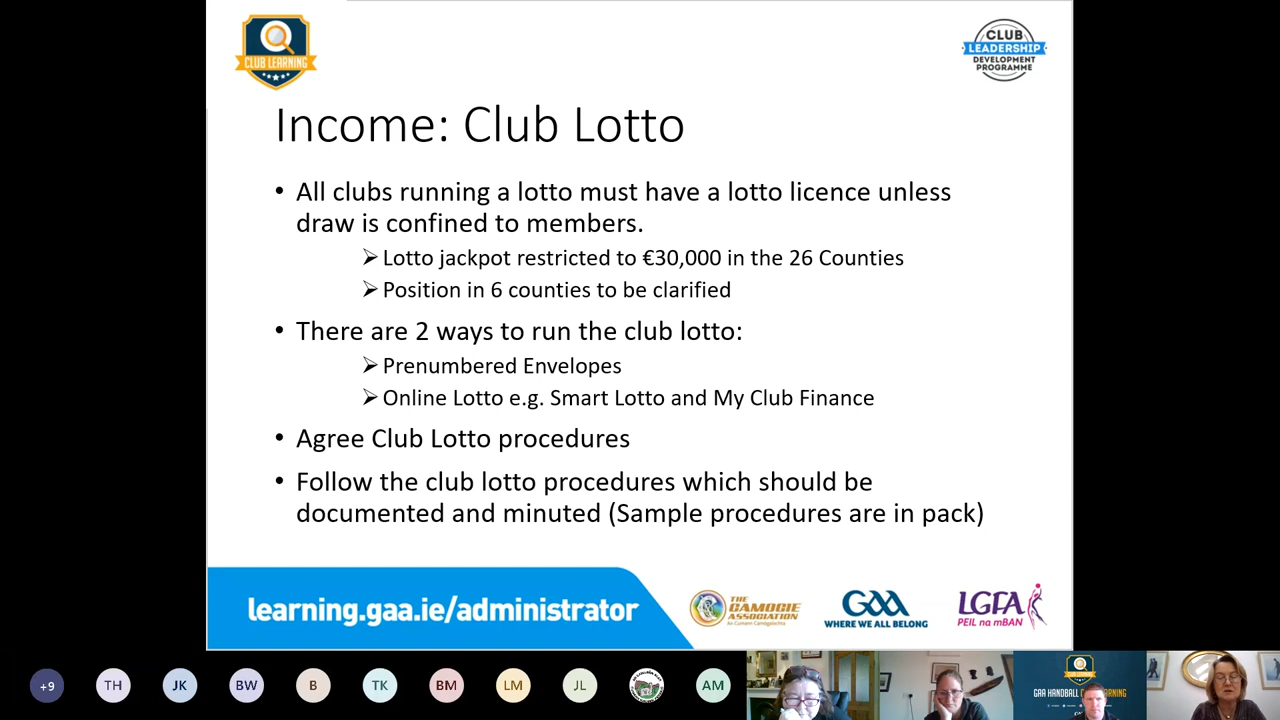 CLUB LEARNING
CLUB
LEADERSHIP
DEVELOPMENT
PROGRAMME
Income: Club Lotto
• All clubs running a lotto must have a lotto licence unless
draw is confined to members.
➢ Lotto jackpot restricted to €30,000 in the 26 Counties
➢ Position in 6 counties to be clarified
• There are 2 ways to run the club lotto:
➢ Prenumbered Envelopes
➢ Online Lotto e.g. Smart Lotto and My Club Finance
• Agree Club Lotto procedures
• Follow the club lotto procedures which should be
documented and minuted (Sample procedures are in pack)
learning.gaa.ie/administrator
THE
CAMOGIE
ASSOCIATION
An Cumann Camógaíochta
GAA
WHERE WE ALL BELONG
LGFA
PEIL na mBAN
+9 TH JK BW B TK BM LM JL AM
GAA HANDBALL